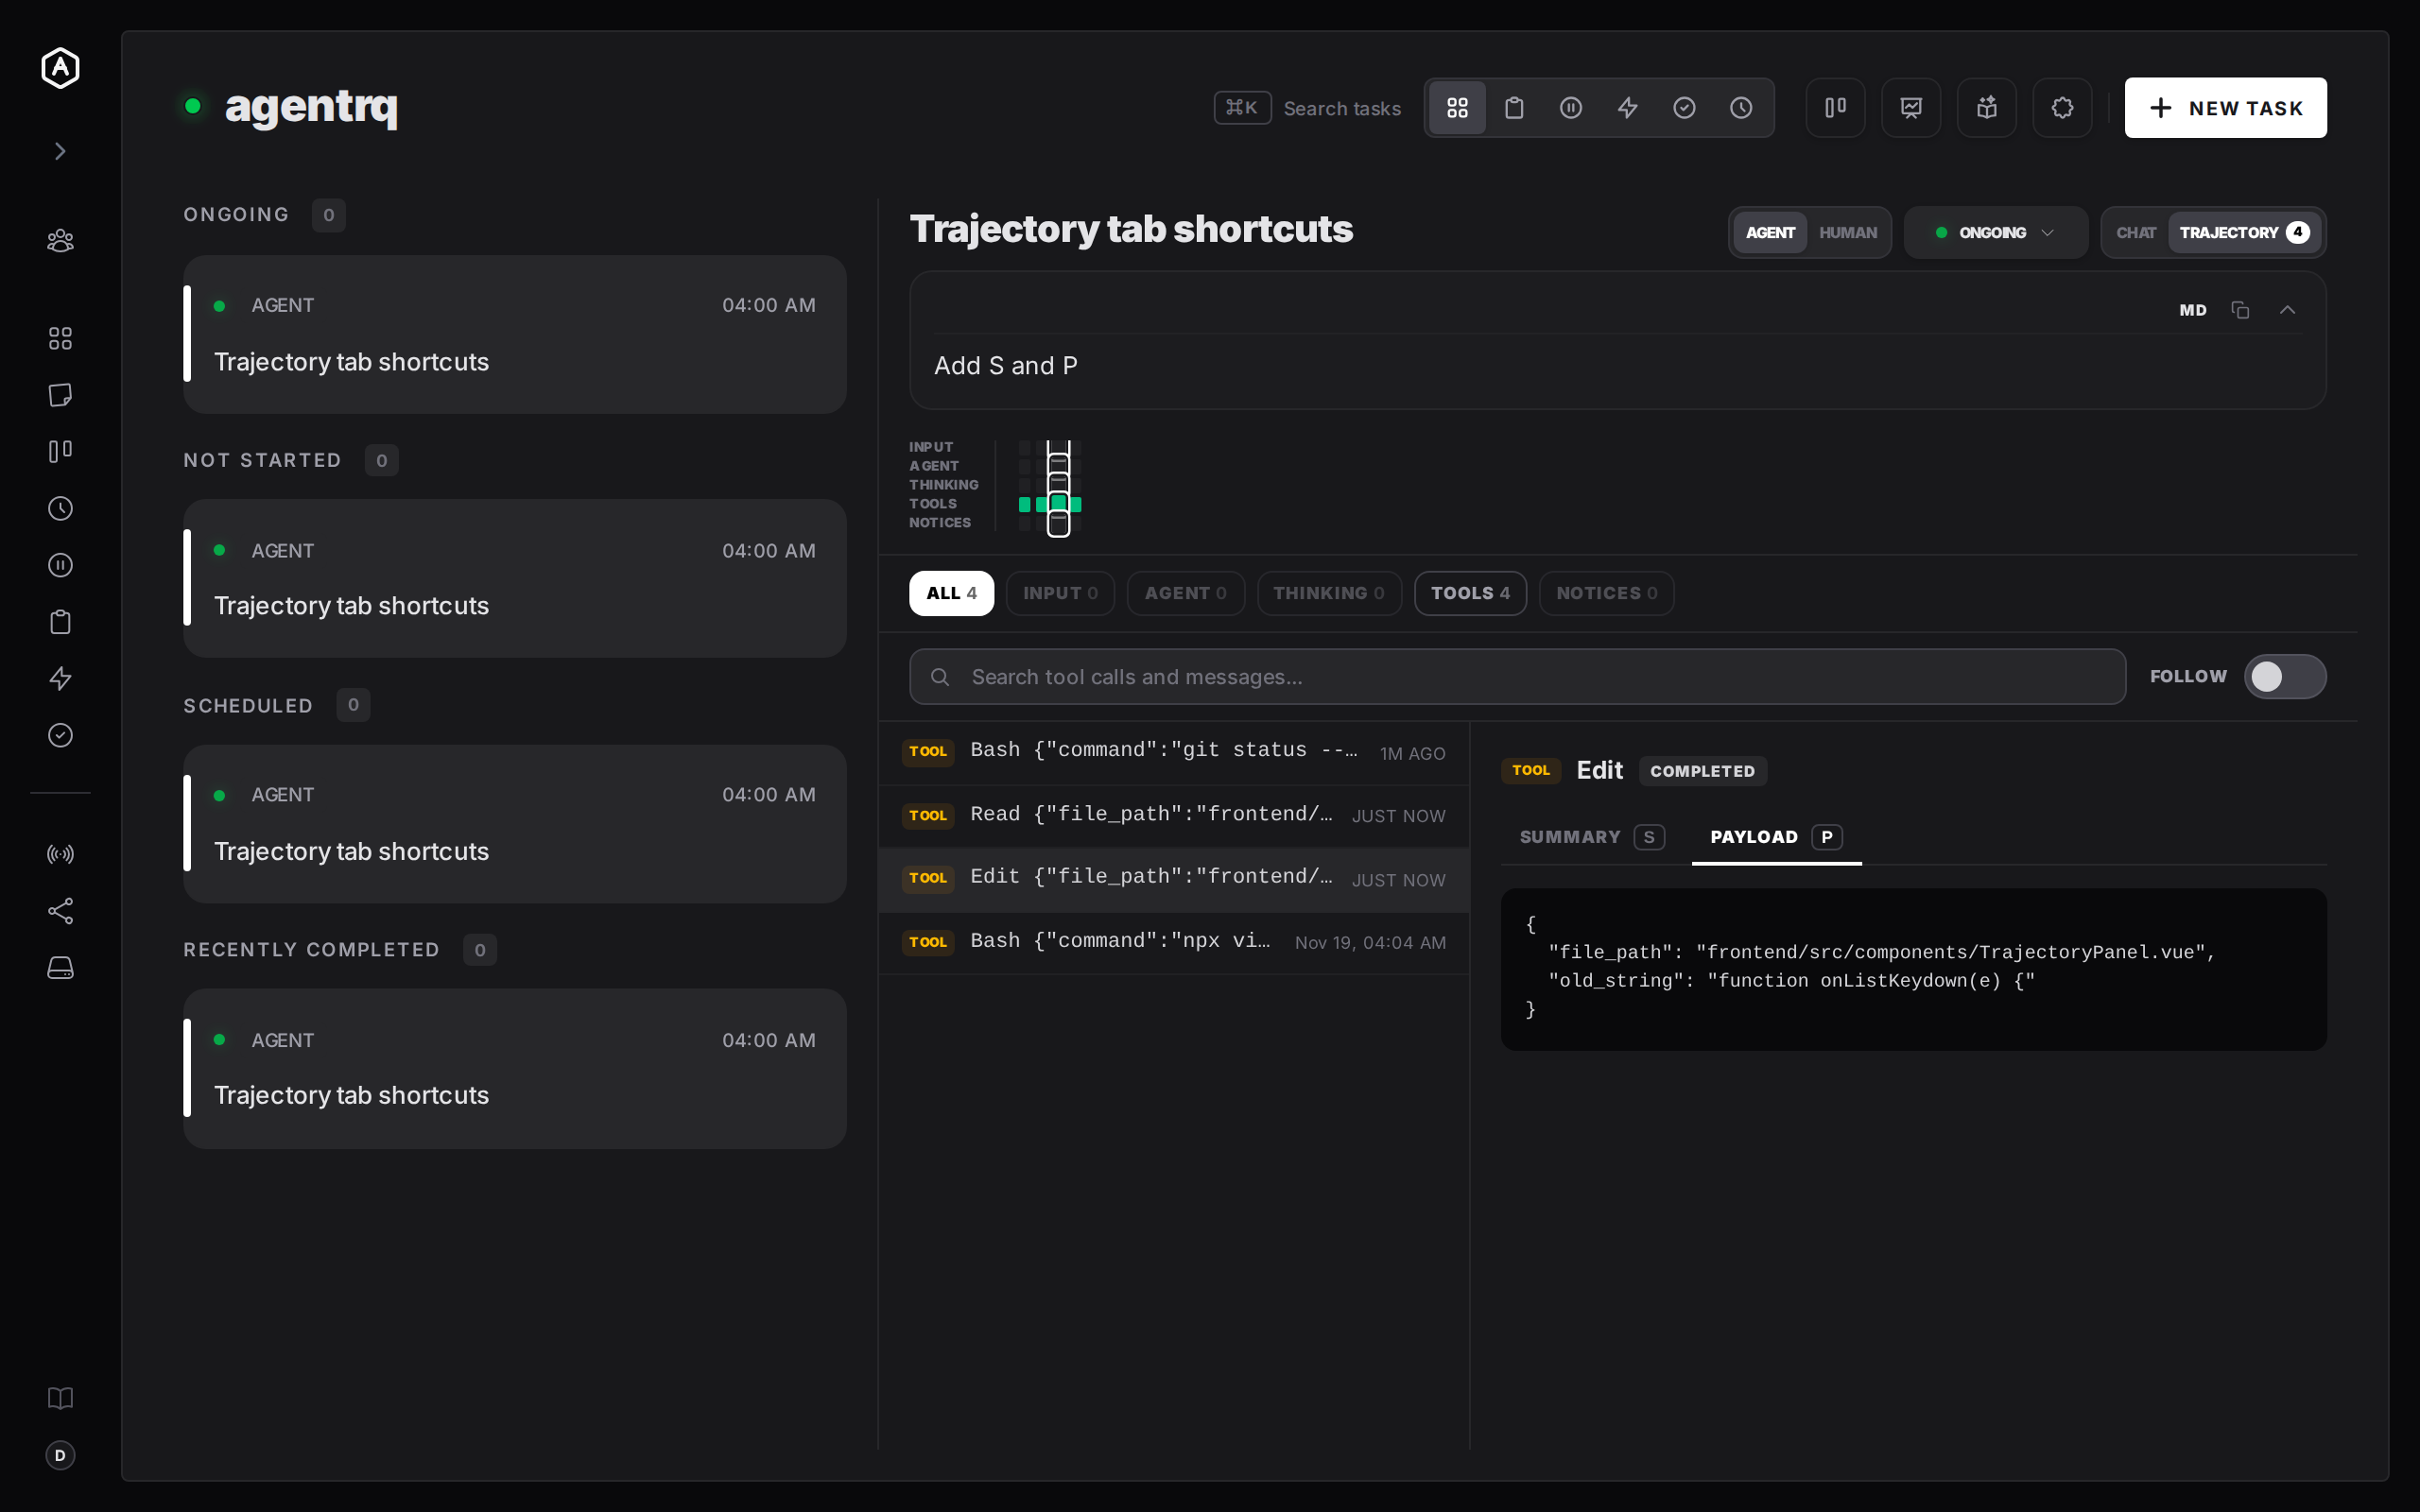 agentrq
⌘K Search tasks
NEW TASK
ONGOING 0
AGENT 04:00 AM
Trajectory tab shortcuts
NOT STARTED 0
AGENT 04:00 AM
Trajectory tab shortcuts
SCHEDULED 0
AGENT 04:00 AM
Trajectory tab shortcuts
RECENTLY COMPLETED 0
AGENT 04:00 AM
Trajectory tab shortcuts
D
Trajectory tab shortcuts
AGENT HUMAN ONGOING CHAT TRAJECTORY 4
MD
Add S and P
INPUT
AGENT
THINKING
TOOLS
NOTICES
ALL 4 INPUT 0 AGENT 0 THINKING 0 TOOLS 4 NOTICES 0
Search tool calls and messages... FOLLOW
TOOL Bash {"command":"git status --… 1M AGO
TOOL Read {"file_path":"frontend/… JUST NOW
TOOL Edit {"file_path":"frontend/… JUST NOW
TOOL Bash {"command":"npx vi… Nov 19, 04:04 AM
TOOL Edit COMPLETED
SUMMARY S PAYLOAD P
{
"file_path": "frontend/src/components/TrajectoryPanel.vue",
"old_string": "function onListKeydown(e) {"
}